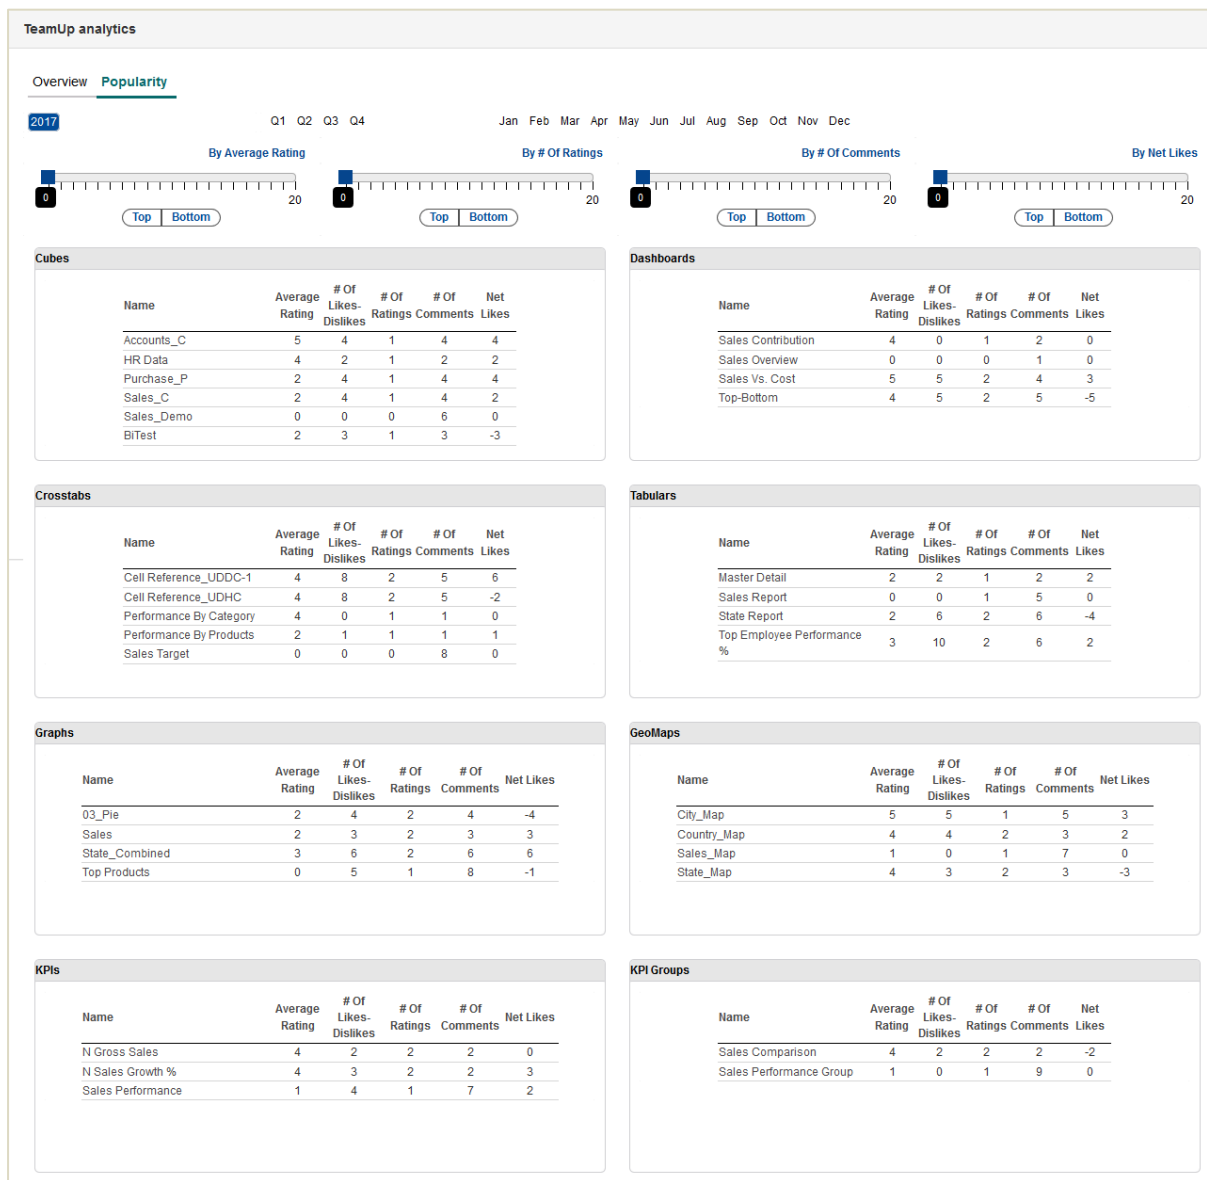 TeamUp analytics
Overview Popularity
2017 Q1 Q2 Q3 Q4 Jan Feb Mar Apr May Jun Jul Aug Sep Oct Nov Dec
By Average Rating By # Of Ratings By # Of Comments By Net Likes
0 20 0 20 0 20 0 20
Top Bottom Top Bottom Top Bottom Top Bottom
Cubes
Name Average Rating # Of Likes-Dislikes # Of Ratings # Of Comments Net Likes
Accounts_C 5 4 1 4 4
HR Data 4 2 1 2 2
Purchase_P 2 4 1 4 4
Sales_C 2 4 1 4 2
Sales_Demo 0 0 0 6 0
BiTest 2 3 1 3 -3
Dashboards
Name Average Rating # Of Likes-Dislikes # Of Ratings # Of Comments Net Likes
Sales Contribution 4 0 1 2 0
Sales Overview 0 0 0 1 0
Sales Vs. Cost 5 5 2 4 3
Top-Bottom 4 5 2 5 -5
Crosstabs
Name Average Rating # Of Likes-Dislikes # Of Ratings # Of Comments Net Likes
Cell Reference_UDDC-1 4 8 2 5 6
Cell Reference_UDHC 4 8 2 5 -2
Performance By Category 4 0 1 1 0
Performance By Products 2 1 1 1 1
Sales Target 0 0 0 8 0
Tabulars
Name Average Rating # Of Likes-Dislikes # Of Ratings # Of Comments Net Likes
Master Detail 2 2 1 2 2
Sales Report 0 0 1 5 0
State Report 2 6 2 6 -4
Top Employee Performance % 3 10 2 6 2
Graphs
Name Average Rating # Of Likes-Dislikes # Of Ratings # Of Comments Net Likes
03_Pie 2 4 2 4 -4
Sales 2 3 2 3 3
State_Combined 3 6 2 6 6
Top Products 0 5 1 8 -1
GeoMaps
Name Average Rating # Of Likes-Dislikes # Of Ratings # Of Comments Net Likes
City_Map 5 5 1 5 3
Country_Map 4 4 2 3 2
Sales_Map 1 0 1 7 0
State_Map 4 3 2 3 -3
KPIs
Name Average Rating # Of Likes-Dislikes # Of Ratings # Of Comments Net Likes
N Gross Sales 4 2 2 2 0
N Sales Growth % 4 3 2 2 3
Sales Performance 1 4 1 7 2
KPI Groups
Name Average Rating # Of Likes-Dislikes # Of Ratings # Of Comments Net Likes
Sales Comparison 4 2 2 2 -2
Sales Performance Group 1 0 1 9 0